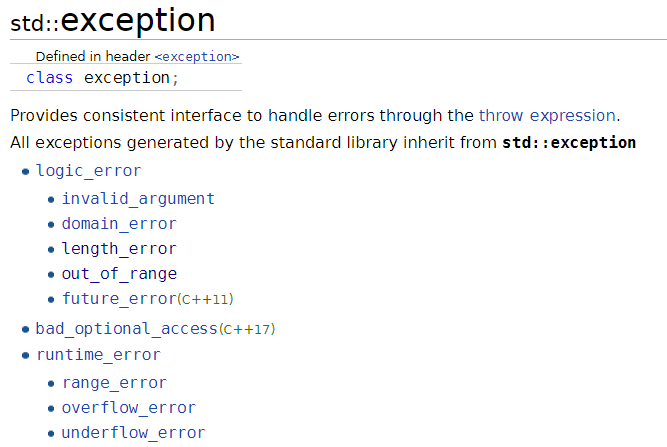 std::exception
Defined in header <exception>
class exception;
Provides consistent interface to handle errors through the throw expression.
All exceptions generated by the standard library inherit from std::exception
logic_error
invalid_argument
domain_error
length_error
out_of_range
future_error(C++11)
bad_optional_access(C++17)
runtime_error
range_error
overflow_error
underflow_error